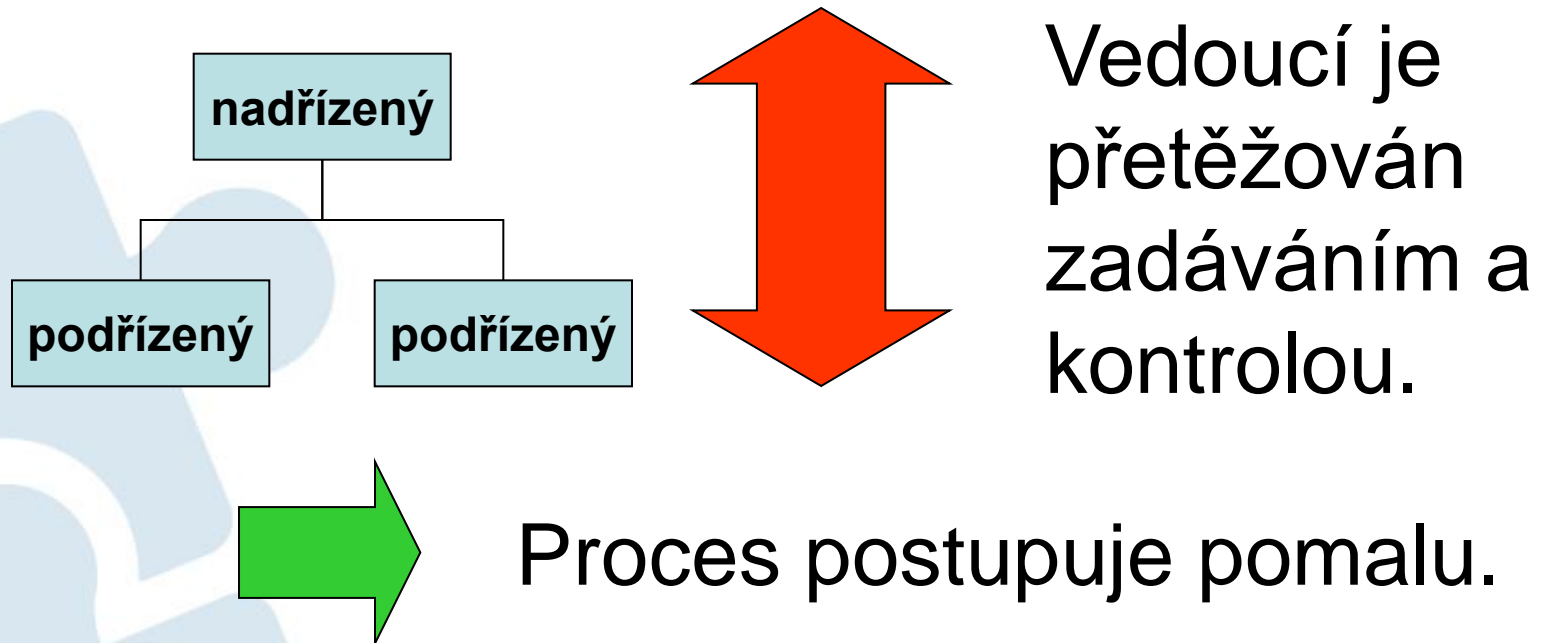 nadřízený
podřízený podřízený
Vedoucí je
přetěžován
zadáváním a
kontrolou.
Proces postupuje pomalu.